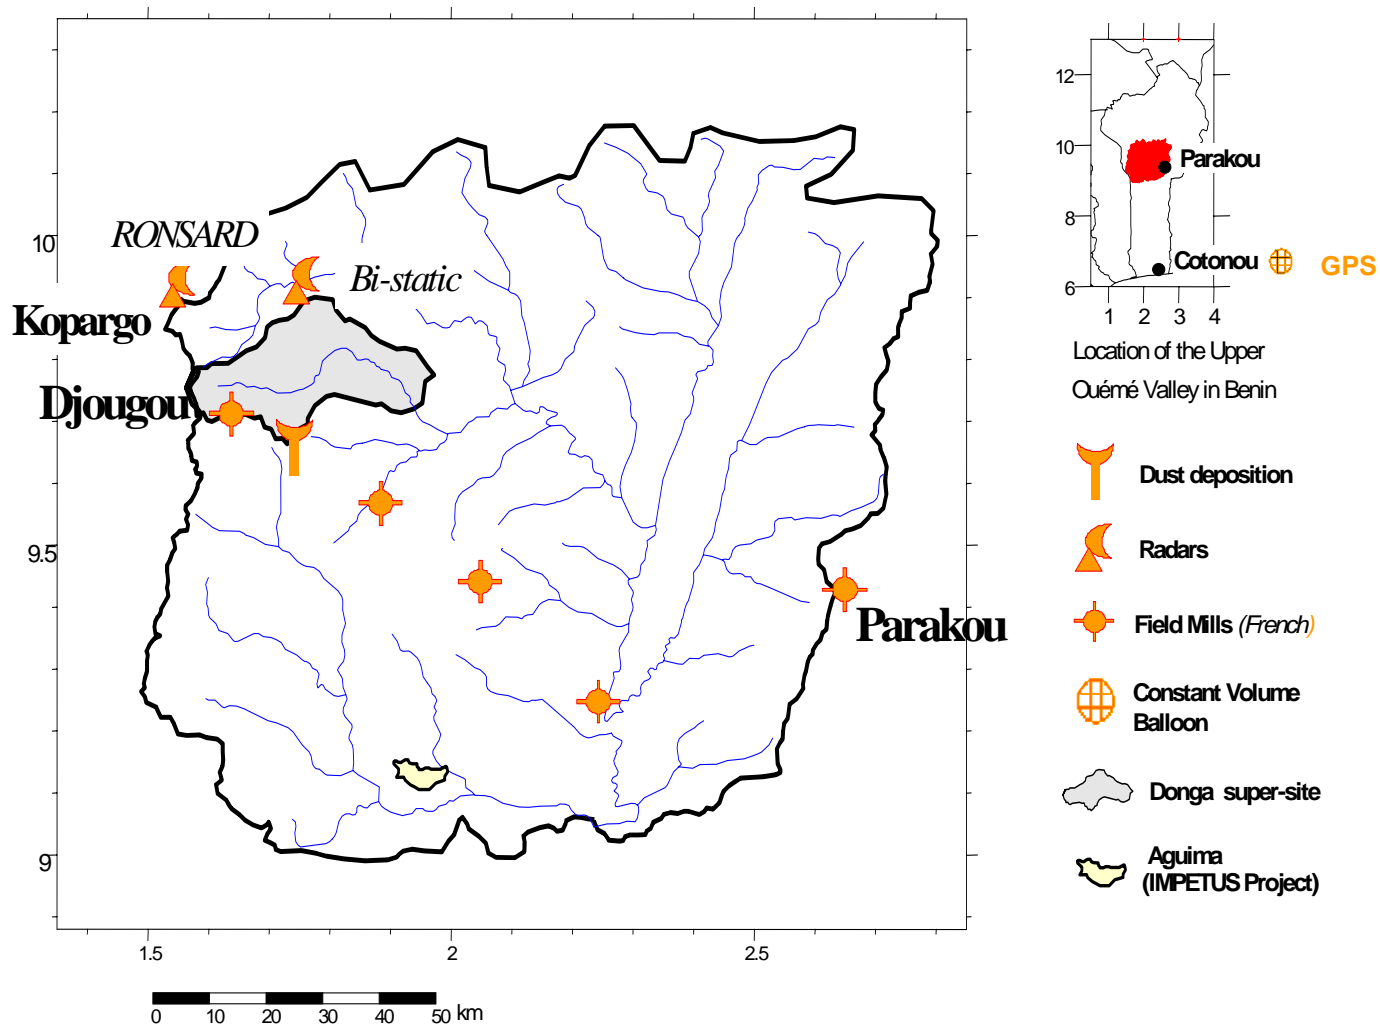 RONSARD
Bi-static
Kopargo
Djougou
Parakou
10
9.5
9
1.5
2
2.5
0 10 20 30 40 50 km
12
10
8
6
Parakou
Cotonou
GPS
1 2 3 4
Location of the Upper
Ouémé Valley in Benin
Dust deposition
Radars
Field Mills (French)
Constant Volume
Balloon
Donga super-site
Aguima
(IMPETUS Project)